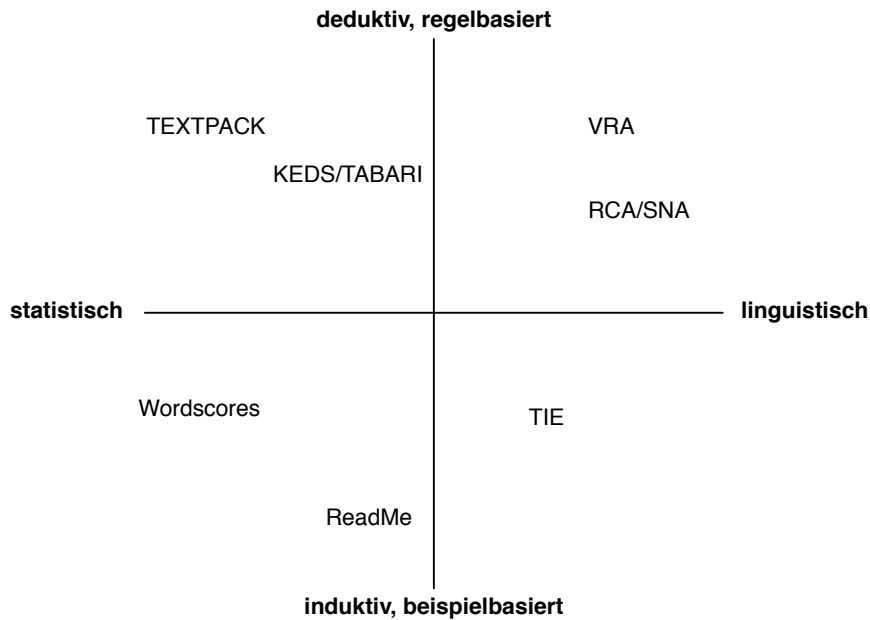 deduktiv, regelbasiert
TEXTPACK
VRA
KEDS/TABARI
RCA/SNA
statistisch
linguistisch
Wordscores
TIE
ReadMe
induktiv, beispielbasiert